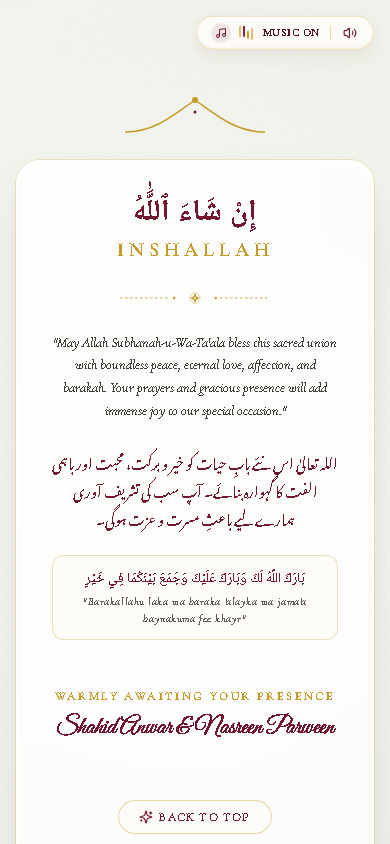 MUSIC ON
إِنْ شَاءَ ٱللَّٰهُ
INSHALLAH
"May Allah Subhanah-u-Wa-Ta'ala bless this sacred union
with boundless peace, eternal love, affection, and
barakah. Your prayers and gracious presence will add
immense joy to our special occasion."
اللہ تعالیٰ اس نئے بابِ حیات کو خیر و برکت، محبت اور باہمی
الفت کا گہوارہ بنائے۔ آپ سب کی تشریف آوری
ہمارے لیے باعثِ مسرت و عزت ہوگی۔
بَارَكَ اللَّهُ لَكَ وَبَارَكَ عَلَيْكَ وَجَمَعَ بَيْنَكُمَا فِي خَيْرٍ
"Barakallahu laka wa baraka 'alayka wa jama'a
baynakuma fee khayr"
WARMLY AWAITING YOUR PRESENCE
Shahid Anwar & Nasreen Parween
BACK TO TOP